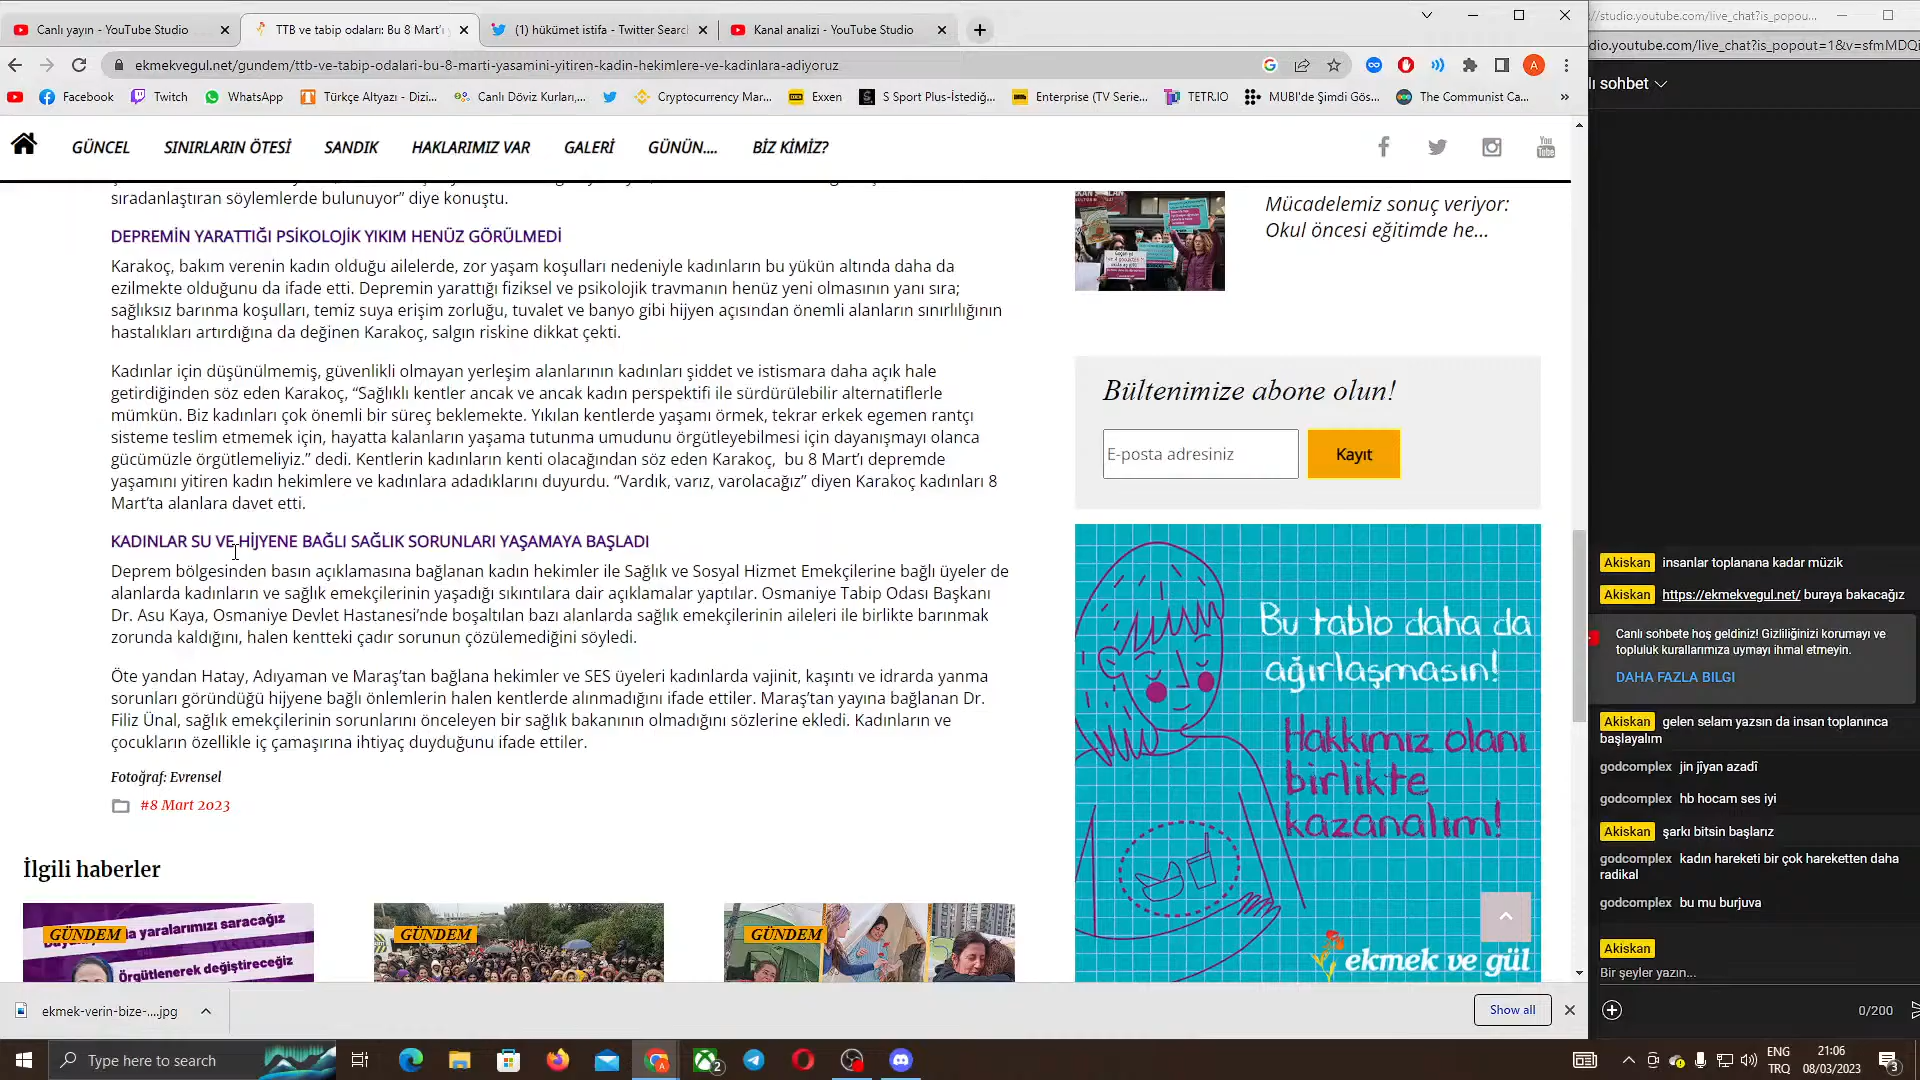 Canlı yayın - YouTube Studio
TTB ve tabip odaları: Bu 8 Mart'ı
(1) hükümet istifa - Twitter Search
Kanal analizi - YouTube Studio
ekmekvegul.net/gundem/ttb-ve-tabip-odalari-bu-8-marti-yasamini-yitiren-kadin-hekimlere-ve-kadinlara-adiyoruz
A
Facebook
Twitch
WhatsApp
Türkçe Altyazı - Dizi...
Canlı Döviz Kurları,...
Cryptocurrency Mar...
Exxen
S Sport Plus-İstediğ...
Enterprise (TV Serie...
TETR.IO
MUBI'de Şimdi Gös...
The Communist Ca...
»
GÜNCEL
SINIRLARIN ÖTESİ
SANDIK
HAKLARIMIZ VAR
GALERİ
GÜNÜN....
BİZ KİMİZ?
sıradanlaştıran söylemlerde bulunuyor” diye konuştu.
DEPREMİN YARATTIĞI PSİKOLOJİK YIKIM HENÜZ GÖRÜLMEDİ
Karakoç, bakım verenin kadın olduğu ailelerde, zor yaşam koşulları nedeniyle kadınların bu yükün altında daha da
ezilmekte olduğunu da ifade etti. Depremin yarattığı fiziksel ve psikolojik travmanın henüz yeni olmasının yanı sıra;
sağlıksız barınma koşulları, temiz suya erişim zorluğu, tuvalet ve banyo gibi hijyen açısından önemli alanların sınırlılığının
hastalıkları artırdığına da değinen Karakoç, salgın riskine dikkat çekti.
Kadınlar için düşünülmemiş, güvenlikli olmayan yerleşim alanlarının kadınları şiddet ve istismara daha açık hale
getirdiğinden söz eden Karakoç, “Sağlıklı kentler ancak ve ancak kadın perspektifi ile sürdürülebilir alternatiflerle
mümkün. Biz kadınları çok önemli bir süreç beklemekte. Yıkılan kentlerde yaşamı örmek, tekrar erkek egemen rantçı
sisteme teslim etmemek için, hayatta kalanların yaşama tutunma umudunu örgütleyebilmesi için dayanışmayı olanca
gücümüzle örgütlemeliyiz.” dedi. Kentlerin kadınların kenti olacağından söz eden Karakoç, bu 8 Mart’ı depremde
yaşamını yitiren kadın hekimlere ve kadınlara adadıklarını duyurdu. “Vardık, varız, varolacağız” diyen Karakoç kadınları 8
Mart’ta alanlara davet etti.
KADINLAR SU VE HİJYENE BAĞLI SAĞLIK SORUNLARI YAŞAMAYA BAŞLADI
Deprem bölgesinden basın açıklamasına bağlanan kadın hekimler ile Sağlık ve Sosyal Hizmet Emekçilerine bağlı üyeler de
alanlarda kadınların ve sağlık emekçilerinin yaşadığı sıkıntılara dair açıklamalar yaptılar. Osmaniye Tabip Odası Başkanı
Dr. Asu Kaya, Osmaniye Devlet Hastanesi’nde boşaltılan bazı alanlarda sağlık emekçilerinin aileleri ile birlikte barınmak
zorunda kaldığını, halen kentteki çadır sorunun çözülemediğini söyledi.
Öte yandan Hatay, Adıyaman ve Maraş’tan bağlana hekimler ve SES üyeleri kadınlarda vajinit, kaşıntı ve idrarda yanma
sorunları göründüğü hijyene bağlı önlemlerin halen kentlerde alınmadığını ifade ettiler. Maraş’tan yayına bağlanan Dr.
Filiz Ünal, sağlık emekçilerinin sorunlarını önceleyen bir sağlık bakanının olmadığını sözlerine ekledi. Kadınların ve
çocukların özellikle iç çamaşırına ihtiyaç duyduğunu ifade ettiler.
Fotoğraf: Evrensel
#8 Mart 2023
İlgili haberler
GÜNDEM
yaralarımızı saracağız
Örgütlenerek değiştireceğiz
GÜNDEM
GÜNDEM
Mücadelemiz sonuç veriyor:
Okul öncesi eğitimde he...
Bültenimize abone olun!
E-posta adresiniz
Kayıt
Bu tablo daha da
ağırlaşmasın!
Hakkımız olanı
birlikte
kazanalım!
ekmek ve gül
://studio.youtube.com/live_chat?is_popou...
dio.youtube.com/live_chat?is_popout=1&v=sfmMDQi
lı sohbet
Akiskan insanlar toplanana kadar müzik
Akiskan https://ekmekvegul.net/ buraya bakacağız
Canlı sohbete hoş geldiniz! Gizliliğinizi korumayı ve
topluluk kurallarımıza uymayı ihmal etmeyin.
DAHA FAZLA BILGI
Akiskan gelen selam yazsın da insan toplanınca
başlayalım
godcomplex jin jîyan azadî
godcomplex hb hocam ses iyi
Akiskan şarkı bitsin başlarız
godcomplex kadın hareketi bir çok hareketten daha
radikal
godcomplex bu mu burjuva
Akiskan
Bir şeyler yazın...
0/200
ekmek-verin-bize-....jpg
Show all
Type here to search
2
ENG
TRQ
21:06
08/03/2023
3